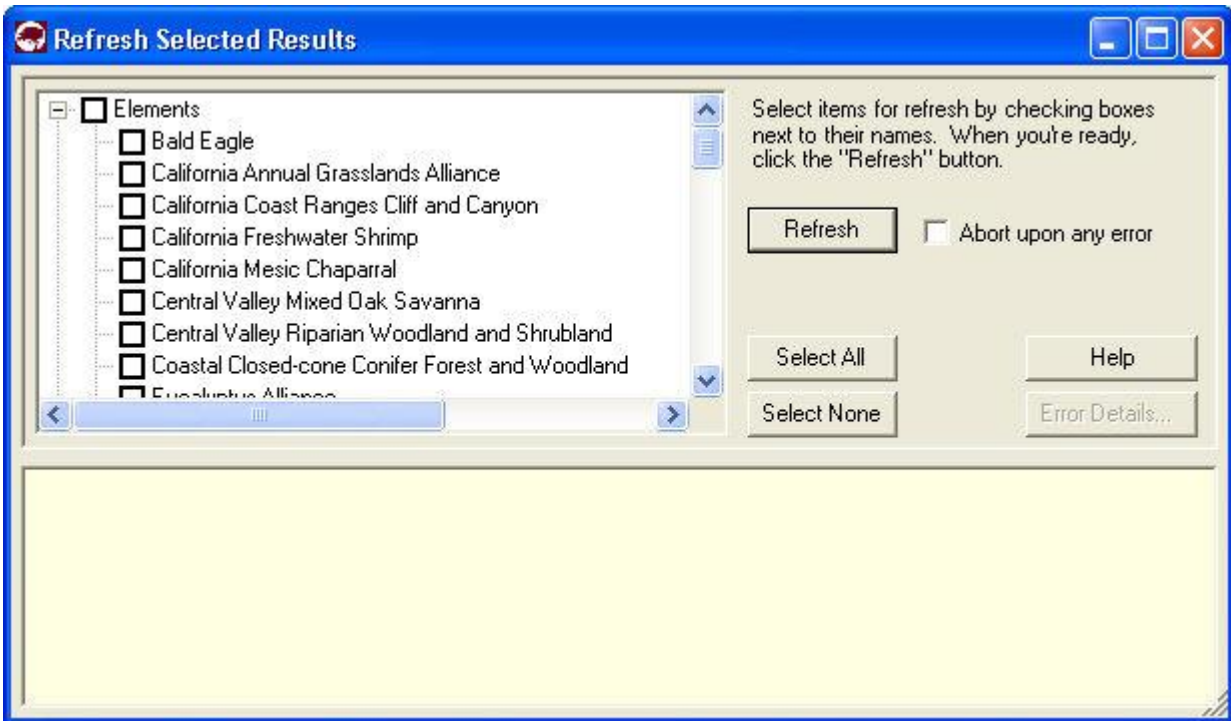 Refresh Selected Results
Elements
Bald Eagle
California Annual Grasslands Alliance
California Coast Ranges Cliff and Canyon
California Freshwater Shrimp
California Mesic Chaparral
Central Valley Mixed Oak Savanna
Central Valley Riparian Woodland and Shrubland
Coastal Closed-cone Conifer Forest and Woodland
Eucalyptus Alliance
Select items for refresh by checking boxes
next to their names. When you're ready,
click the "Refresh" button.
Refresh
Abort upon any error
Select All
Help
Select None
Error Details...